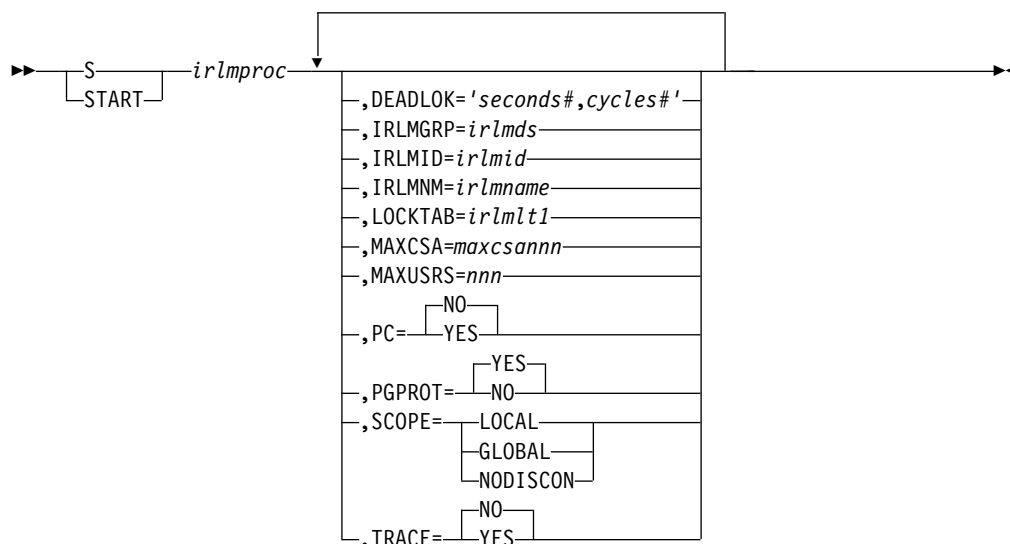 S irlmproc
START
,DEADLOK='seconds#,cycles#'
,IRLMGRP=irlmds
,IRLMID=irlmid
,IRLMNM=irlmname
,LOCKTAB=irlmlt1
,MAXCSA=maxcsannn
,MAXUSRS=nnn
NO
,PC= YES
YES
,PGPROT= NO
,SCOPE= LOCAL
GLOBAL
NODISCON
NO
,TRACE= YES